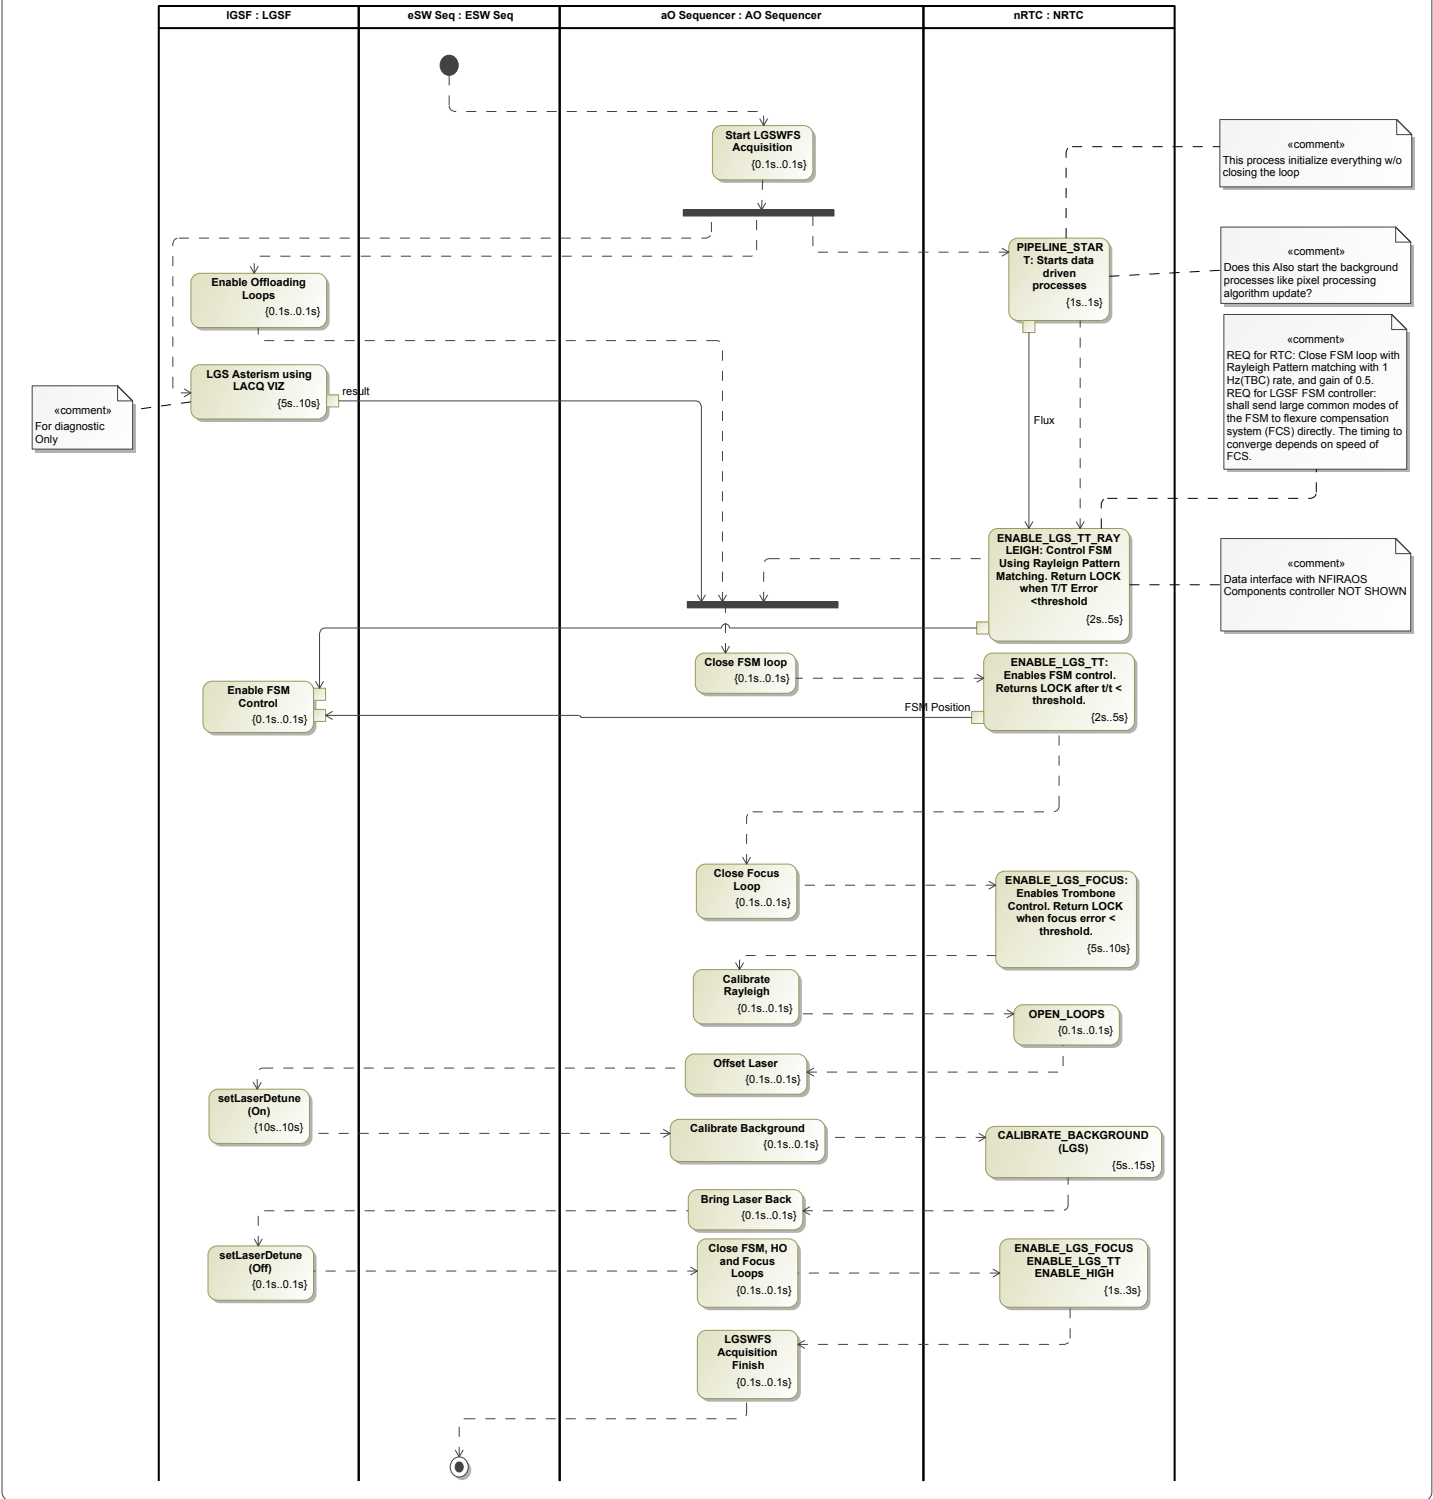 lGSF : LGSF
eSW Seq : ESW Seq
aO Sequencer : AO Sequencer
nRTC : NRTC
Start LGSWFS
Acquisition
{0.1s..0.1s}
«comment»
This process initialize everything w/o
closing the loop
PIPELINE_STAR
T: Starts data
driven
processes
{1s..1s}
«comment»
Does this Also start the background
processes like pixel processing
algorithm update?
Enable Offloading
Loops
{0.1s..0.1s}
«comment»
REQ for RTC: Close FSM loop with
Rayleigh Pattern matching with 1
Hz(TBC) rate, and gain of 0.5.
REQ for LGSF FSM controller:
shall send large common modes of
the FSM to flexure compensation
system (FCS) directly. The timing to
converge depends on speed of
FCS.
LGS Asterism using
LACQ VIZ
{5s..10s}
result
«comment»
For diagnostic
Only
Flux
ENABLE_LGS_TT_RAY
LEIGH: Control FSM
Using Rayleign Pattern
Matching. Return LOCK
when T/T Error
<threshold
{2s..5s}
«comment»
Data interface with NFIRAOS
Components controller NOT SHOWN
Close FSM loop
{0.1s..0.1s}
ENABLE_LGS_TT:
Enables FSM control.
Returns LOCK after t/t <
threshold.
{2s..5s}
Enable FSM
Control
{0.1s..0.1s}
FSM Position
Close Focus
Loop
{0.1s..0.1s}
ENABLE_LGS_FOCUS:
Enables Trombone
Control. Return LOCK
when focus error <
threshold.
{5s..10s}
Calibrate
Rayleigh
{0.1s..0.1s}
OPEN_LOOPS
{0.1s..0.1s}
Offset Laser
{0.1s..0.1s}
setLaserDetune
(On)
{10s..10s}
Calibrate Background
{0.1s..0.1s}
CALIBRATE_BACKGROUND
(LGS)
{5s..15s}
Bring Laser Back
{0.1s..0.1s}
setLaserDetune
(Off)
{0.1s..0.1s}
Close FSM, HO
and Focus
Loops
{0.1s..0.1s}
ENABLE_LGS_FOCUS
ENABLE_LGS_TT
ENABLE_HIGH
{1s..3s}
LGSWFS
Acquisition
Finish
{0.1s..0.1s}